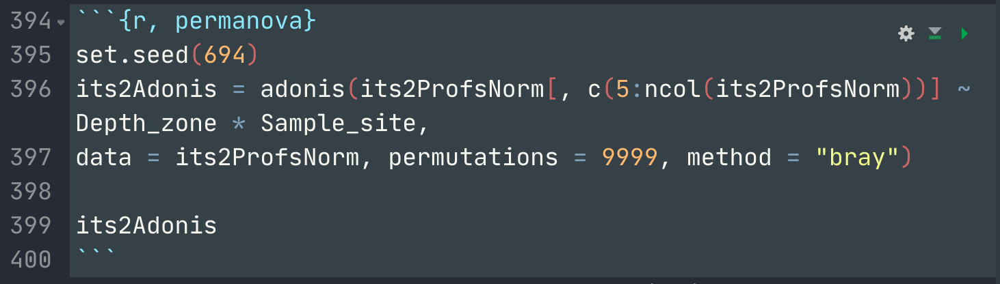 394 ```{r, permanova}
395 set.seed(694)
396 its2Adonis = adonis(its2ProfsNorm[, c(5:ncol(its2ProfsNorm))] ~
Depth_zone * Sample_site,
397 data = its2ProfsNorm, permutations = 9999, method = "bray")
398
399 its2Adonis
400 ```